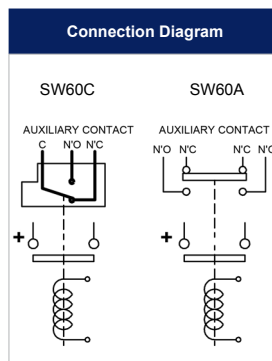 Connection Diagram
SW60C SW60A
AUXILIARY CONTACT AUXILIARY CONTACT
C N'O N'C N'O N'C N'C N'O
+ +